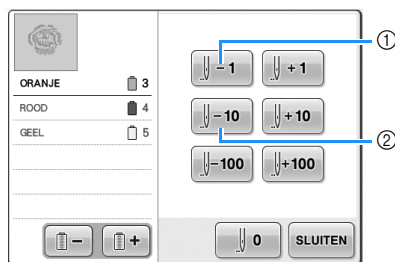 ORANJE 3
ROOD 4
GEEL 5
– +
– 1 + 1
– 10 + 10
–100 +100
0 SLUITEN
①
②